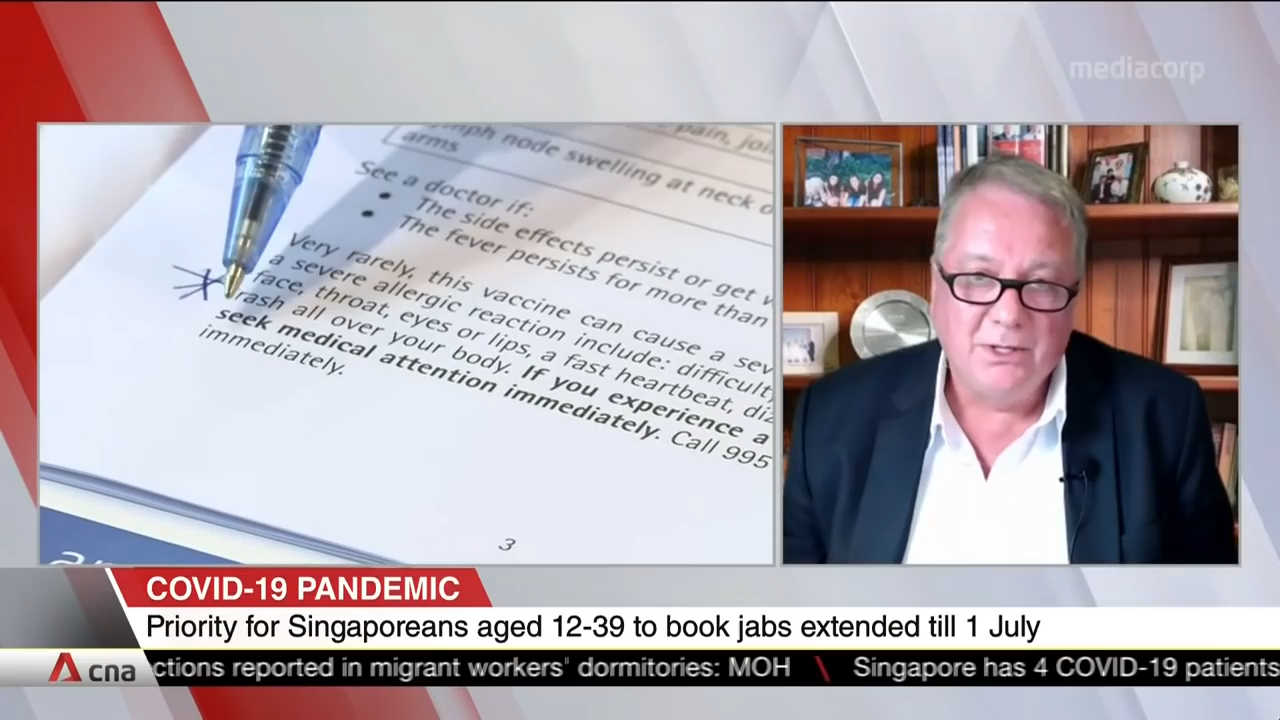 mediacorp
mph node swelling at neck o
pain, joi
arms
See a doctor if:
• The side effects persist or get w
• The fever persists for more than
Very rarely, this vaccine can cause a sev
a severe allergic reaction include: difficulty
face, throat, eyes or lips, a fast heartbeat, diz
rash all over your body. If you experience a
seek medical attention immediately. Call 995
immediately.
3
COVID-19 PANDEMIC
Priority for Singaporeans aged 12-39 to book jabs extended till 1 July
cna
ctions reported in migrant workers' dormitories: MOH \ Singapore has 4 COVID-19 patients